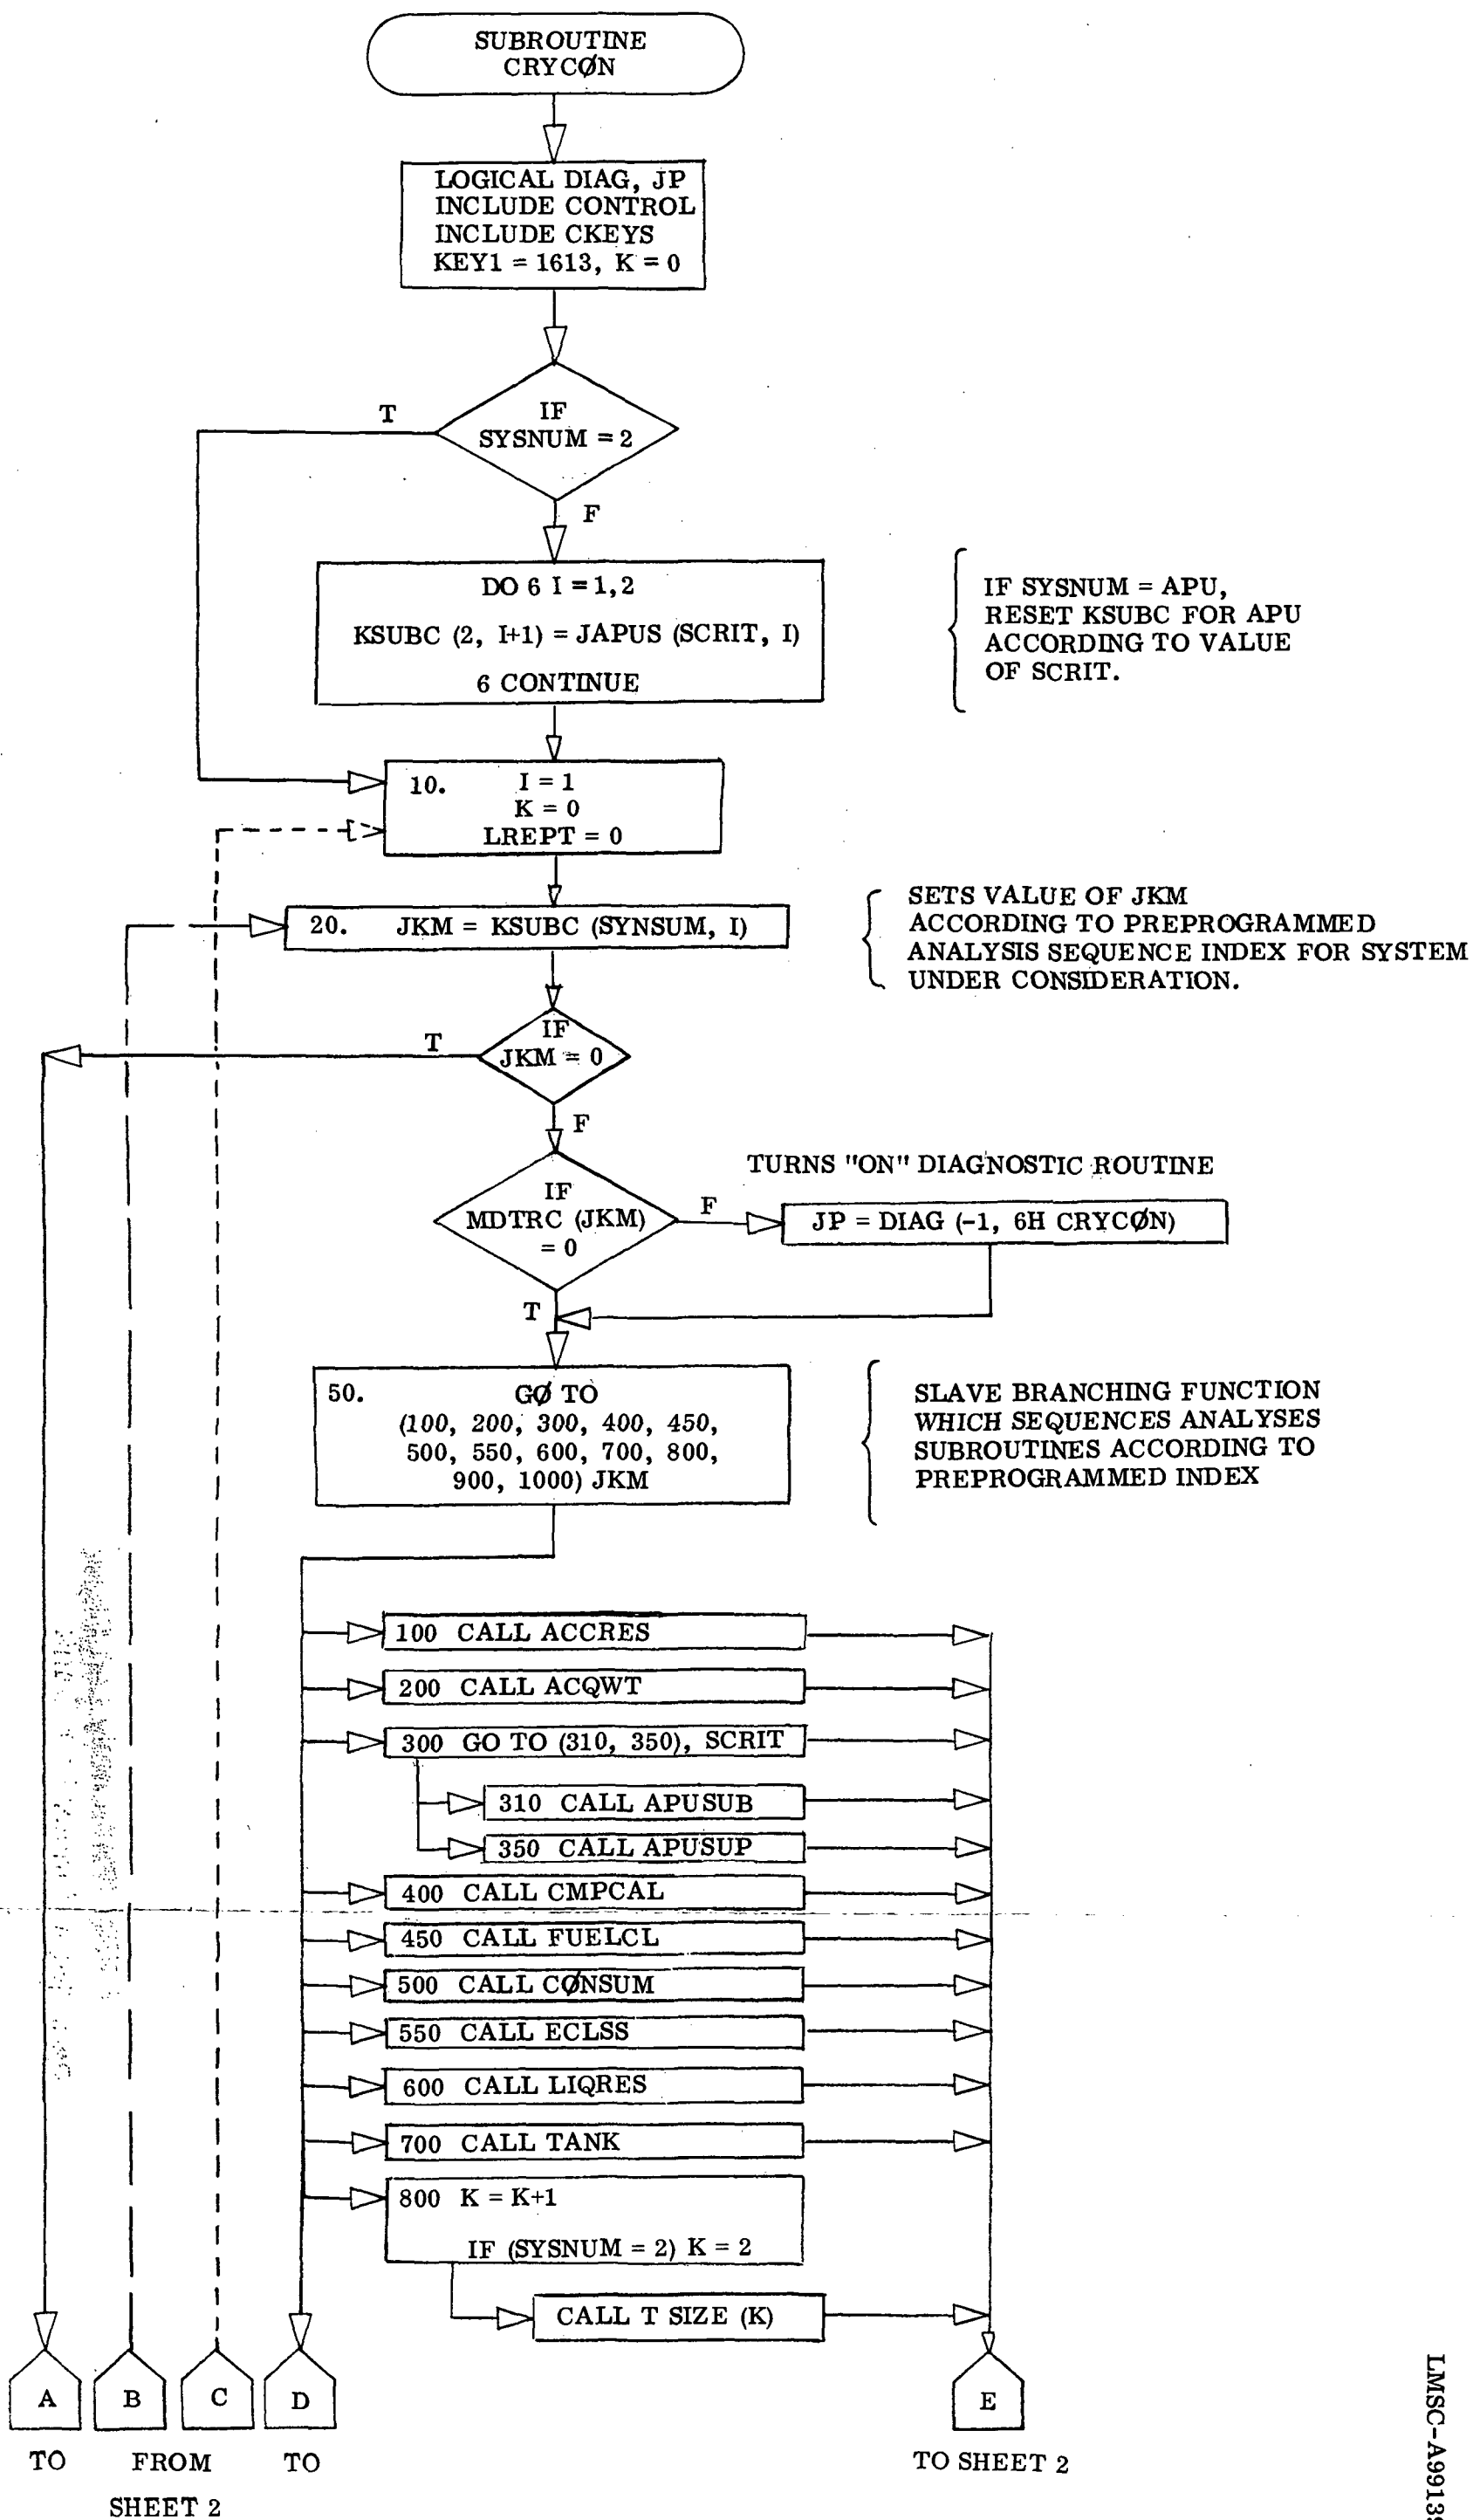 SUBROUTINE
CRYCØN
LOGICAL DIAG, JP
INCLUDE CONTROL
INCLUDE CKEYS
KEY1 = 1613, K = 0
T
IF
SYSNUM = 2
F
DO 6 I = 1,2
KSUBC (2, I+1) = JAPUS (SCRIT, I)
6 CONTINUE
IF SYSNUM = APU,
RESET KSUBC FOR APU
ACCORDING TO VALUE
OF SCRIT.
10. I = 1
K = 0
LREPT = 0
20. JKM = KSUBC (SYNSUM, I)
SETS VALUE OF JKM
ACCORDING TO PREPROGRAMMED
ANALYSIS SEQUENCE INDEX FOR SYSTEM
UNDER CONSIDERATION.
T
IF
JKM = 0
F
TURNS "ON" DIAGNOSTIC ROUTINE
IF
MDTRC (JKM)
= 0
F
JP = DIAG (-1, 6H CRYCØN)
T
50. GØ TO
(100, 200, 300, 400, 450,
500, 550, 600, 700, 800,
900, 1000) JKM
SLAVE BRANCHING FUNCTION
WHICH SEQUENCES ANALYSES
SUBROUTINES ACCORDING TO
PREPROGRAMMED INDEX
100 CALL ACCRES
200 CALL ACQWT
300 GO TO (310, 350), SCRIT
310 CALL APUSUB
350 CALL APUSUP
400 CALL CMPCAL
450 CALL FUELCL
500 CALL CØNSUM
550 CALL ECLSS
600 CALL LIQRES
700 CALL TANK
800 K = K+1
IF (SYSNUM = 2) K = 2
CALL T SIZE (K)
A B C D E
TO FROM TO TO SHEET 2
SHEET 2